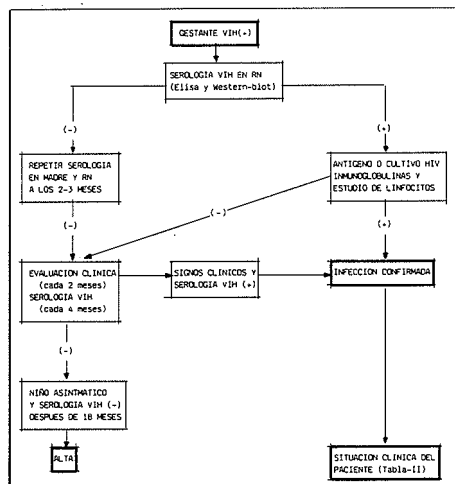 GESTANTE VIH(+)
SEROLOGIA VIH EN RN
(Elisa y Western-blot)
(-)
(+)
REPETIR SEROLOGIA
EN MADRE Y RN
A LOS 2-3 MESES
ANTIGENO O CULTIVO HIV
INMUNOGLOBULINAS Y
ESTUDIO DE LINFOCITOS
(-)
(-)
(+)
EVALUACION CLINICA
(cada 2 meses)
SEROLOGIA VIH
(cada 4 meses)
SIGNOS CLINICOS Y
SEROLOGIA VIH (+)
INFECCION CONFIRMADA
(-)
NIÑO ASINTMATICO
Y SEROLOGIA VIH (-)
DESPUES DE 18 MESES
ALTA
SITUACION CLINICA DEL
PACIENTE (Tabla-II)